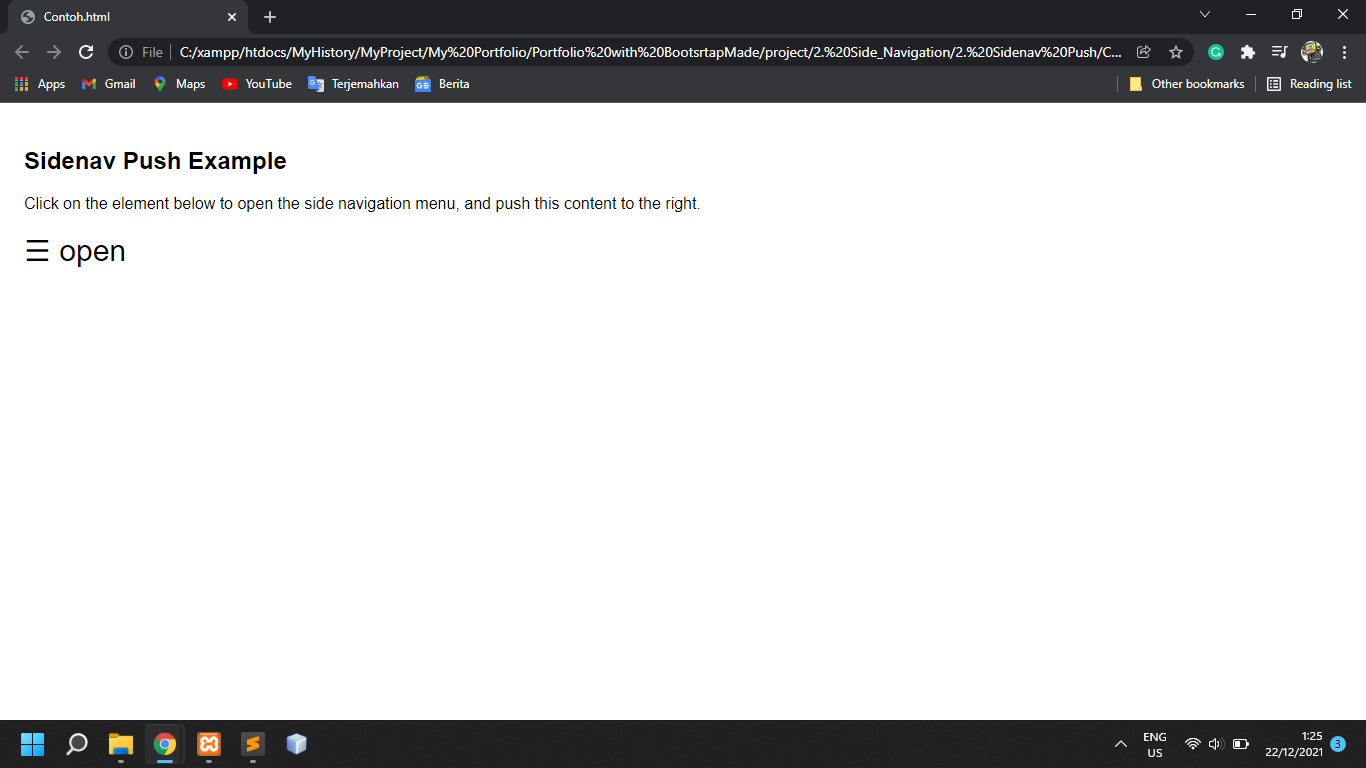 Contoh.html
File
C:/xampp/htdocs/MyHistory/MyProject/My%20Portfolio/Portfolio%20with%20BootsrtapMade/project/2.%20Side_Navigation/2.%20Sidenav%20Push/C...
Apps Gmail Maps YouTube Terjemahkan Berita Other bookmarks Reading list
Sidenav Push Example
Click on the element below to open the side navigation menu, and push this content to the right.
☰ open
ENG 1:25
US 22/12/2021 3